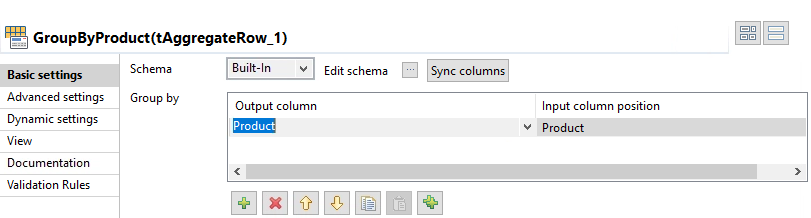 GroupByProduct(tAggregateRow_1)
Basic settings
Advanced settings
Dynamic settings
View
Documentation
Validation Rules
Schema Built-In Edit schema ... Sync columns
Group by
Output column Input column position
Product Product